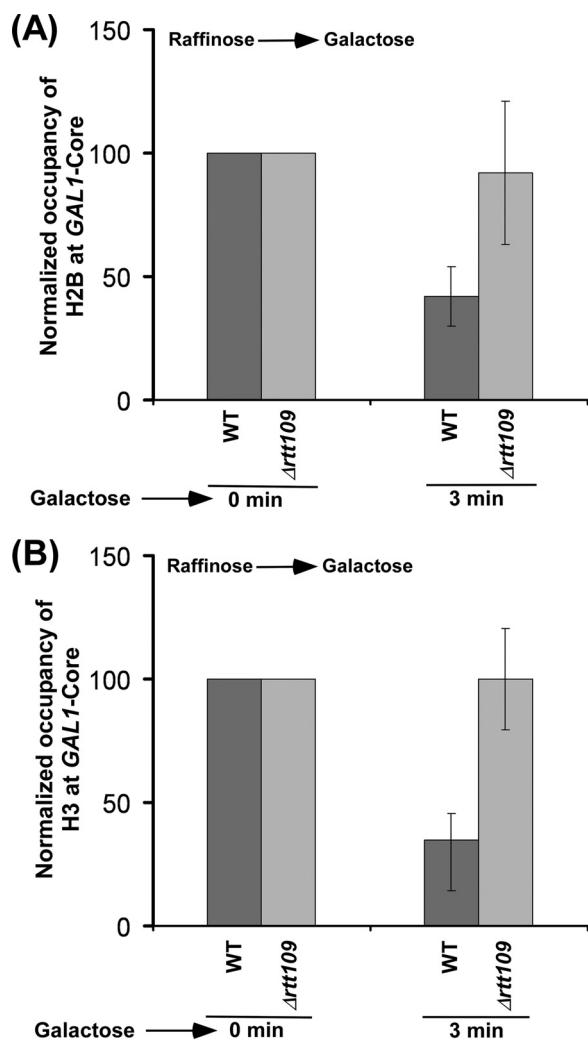 (A)
150
Raffinose Galactose
Normalized occupancy of
H2B at GAL1-Core
100
50
0
WT
Δrtt109
WT
Δrtt109
Galactose 0 min 3 min
(B)
150
Raffinose Galactose
Normalized occupancy of
H3 at GAL1-Core
100
50
0
WT
Δrtt109
WT
Δrtt109
Galactose 0 min 3 min